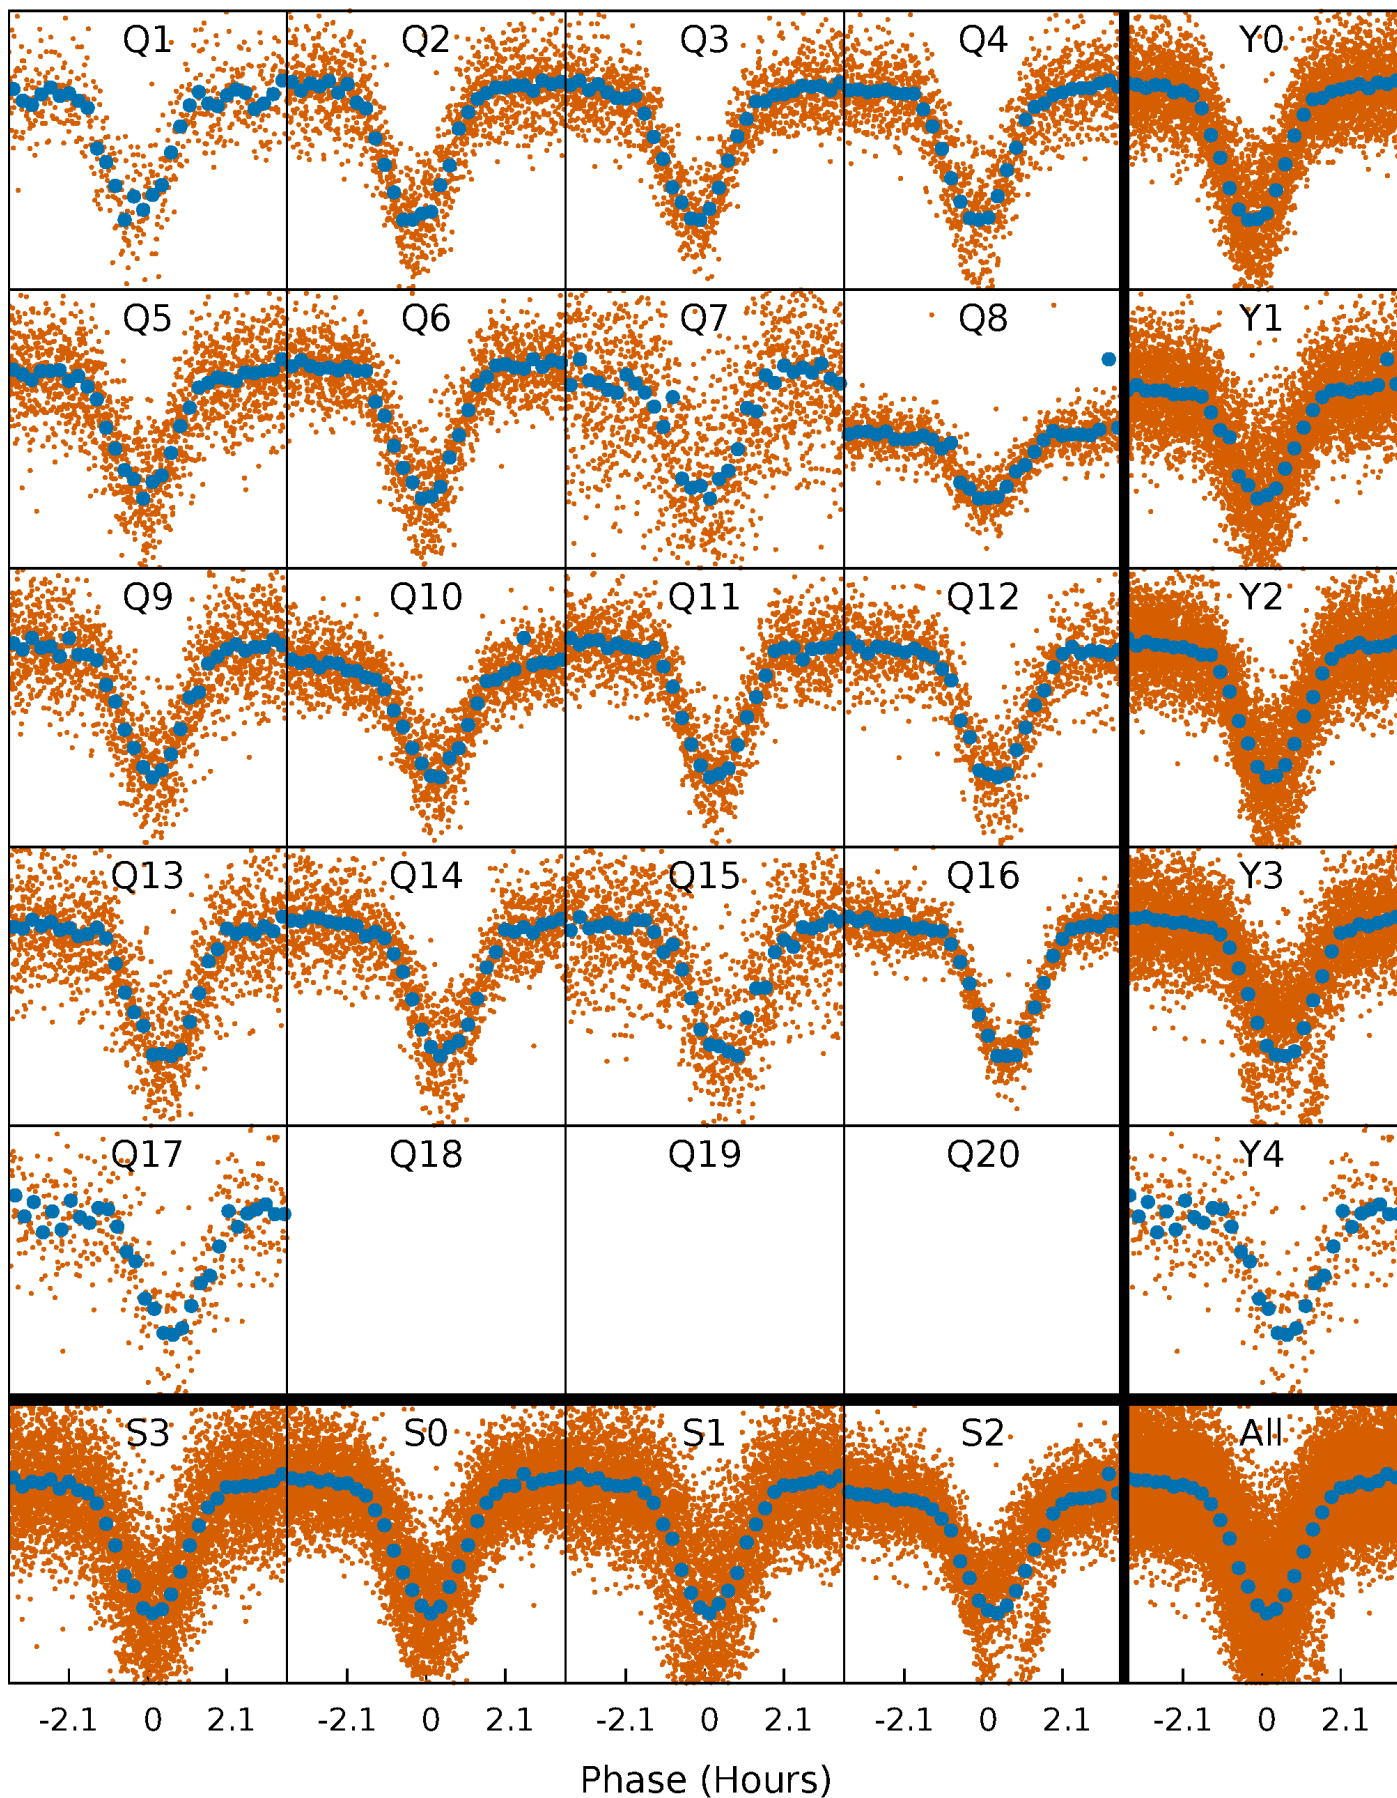 Q1 Q2 Q3 Q4 Y0
Q5 Q6 Q7 Q8 Y1
Q9 Q10 Q11 Q12 Y2
Q13 Q14 Q15 Q16 Y3
Q17 Q18 Q19 Q20 Y4
S3 S0 S1 S2 All
-2.1 0 2.1 -2.1 0 2.1 -2.1 0 2.1 -2.1 0 2.1 -2.1 0 2.1
Phase (Hours)